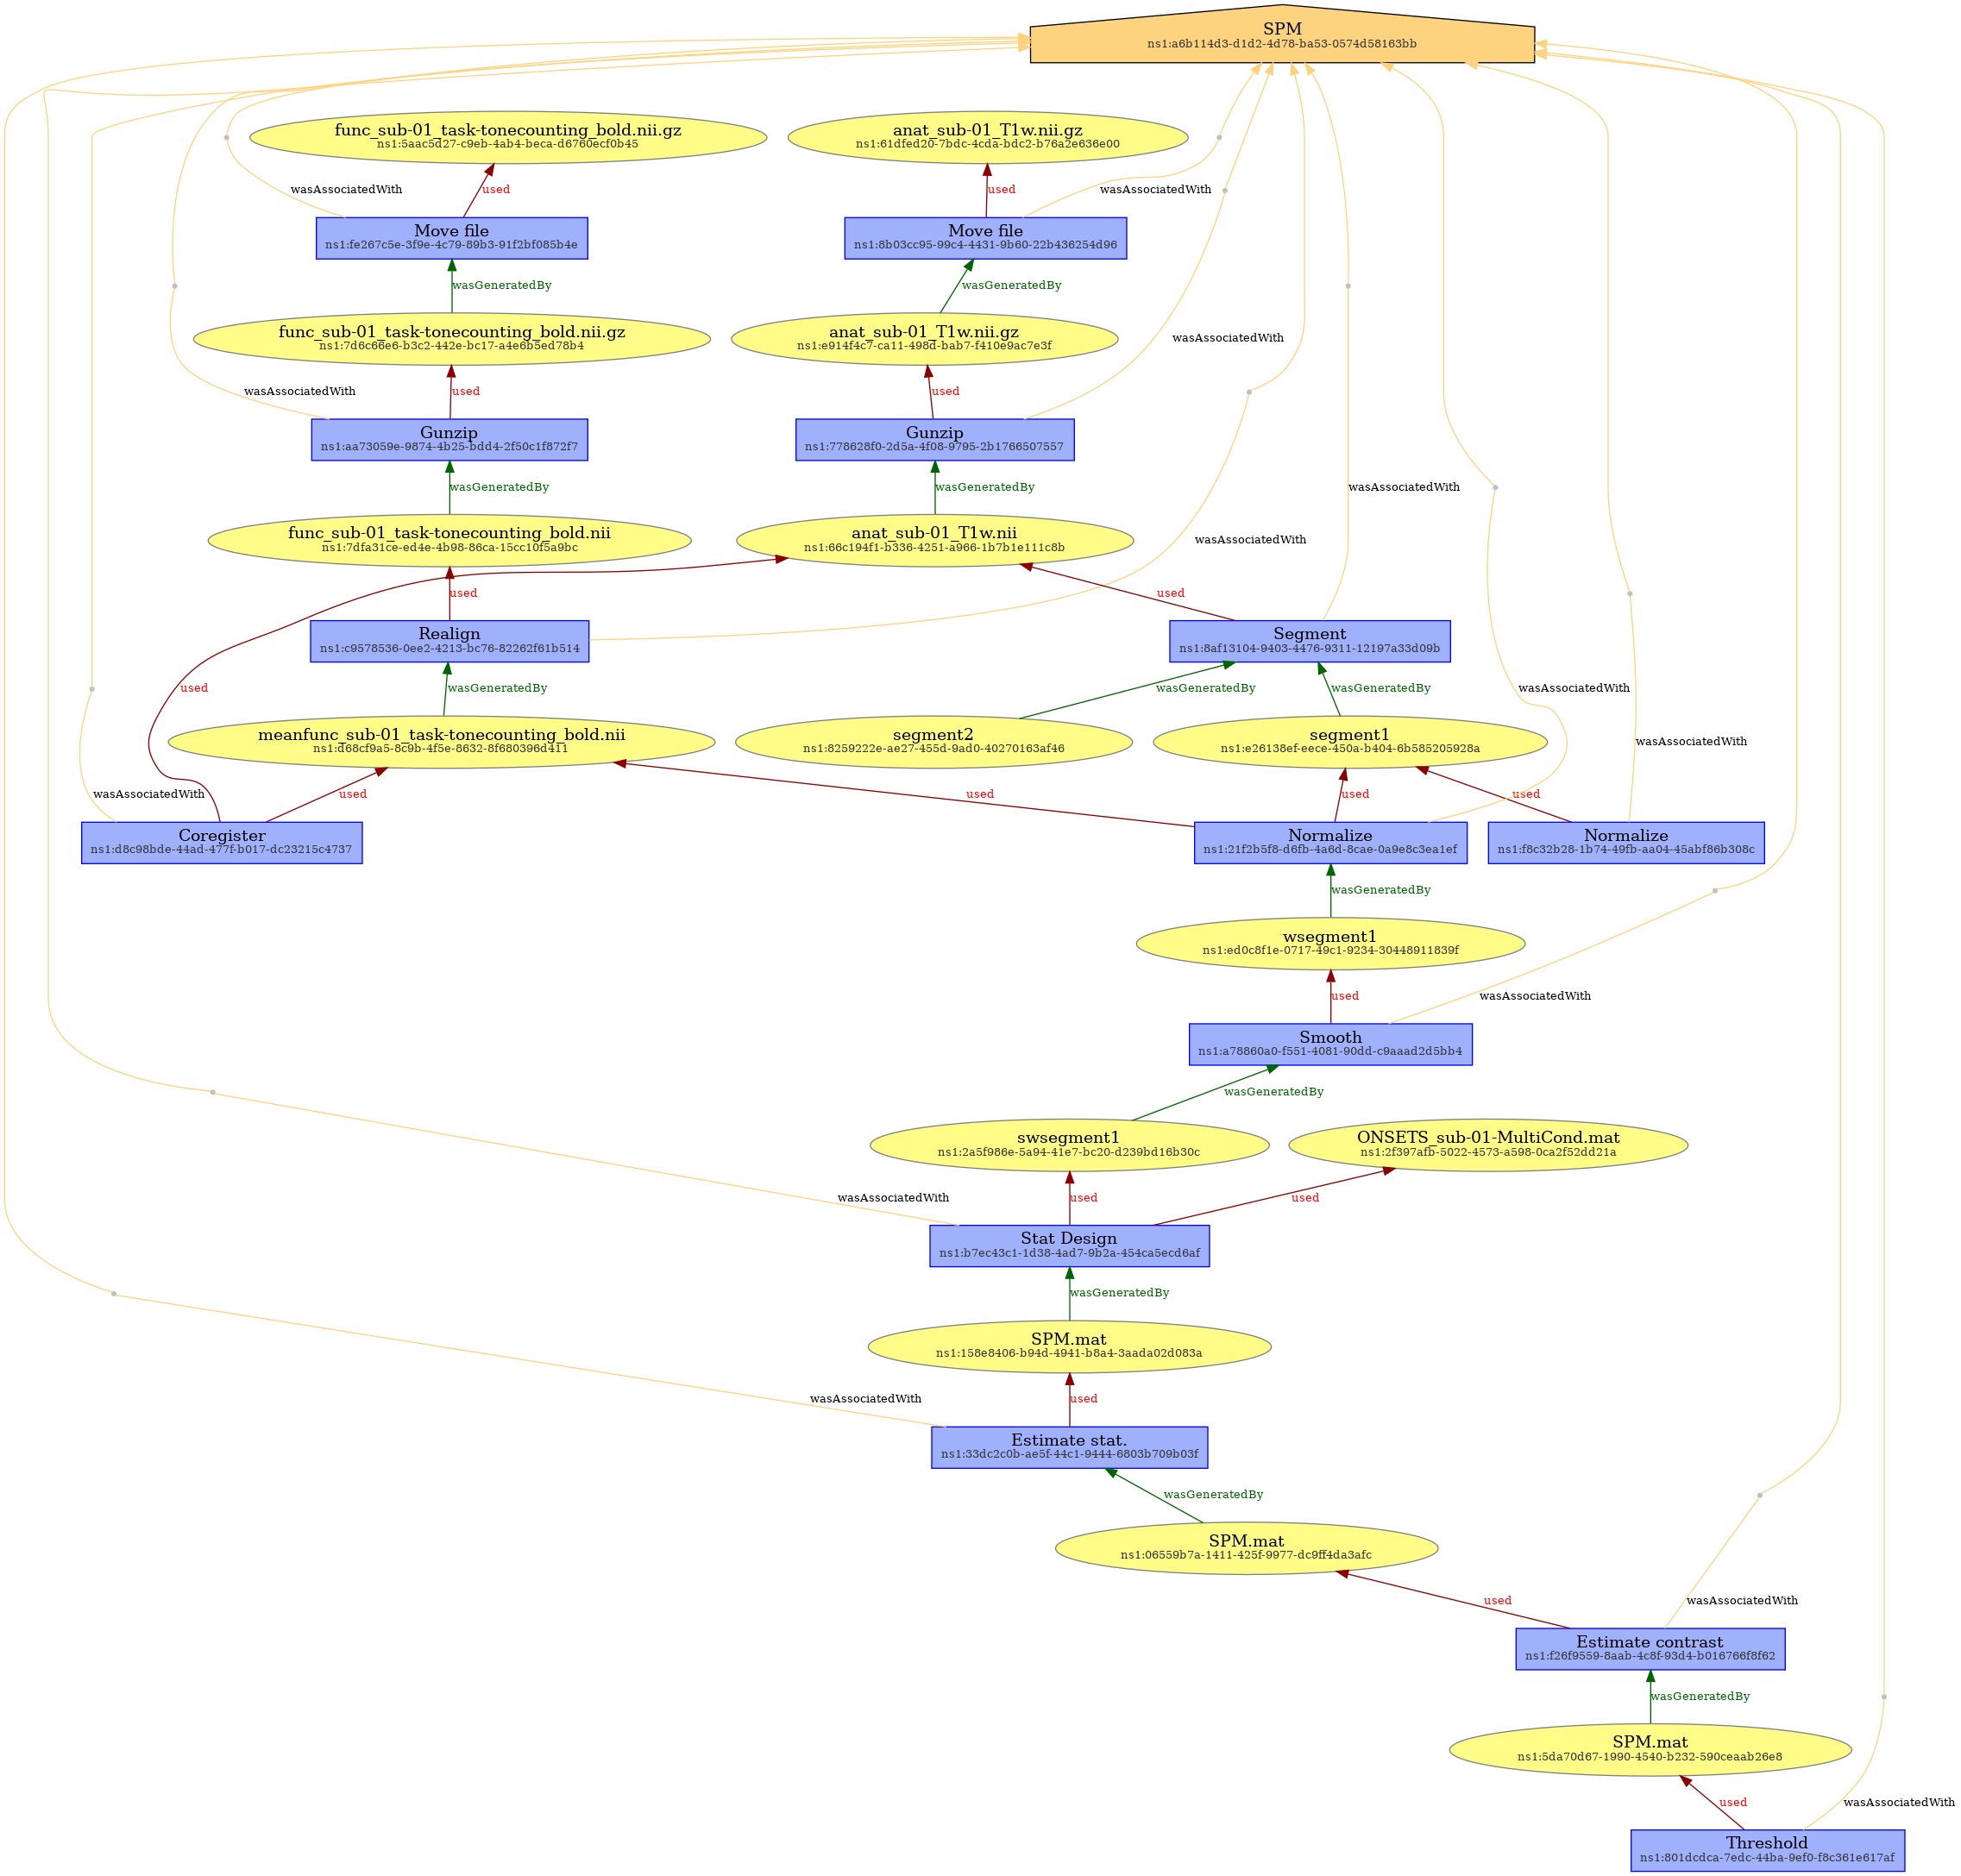 SPM
ns1:a6b114d3-d1d2-4d78-ba53-0574d58163bb
func_sub-01_task-tonecounting_bold.nii.gz
ns1:5aac5d27-c9eb-4ab4-beca-d6760ecf0b45
anat_sub-01_T1w.nii.gz
ns1:61dfed20-7bdc-4cda-bdc2-b76a2e636e00
wasAssociatedWith
used
used
wasAssociatedWith
Move file
ns1:fe267c5e-3f9e-4c79-89b3-91f2bf085b4e
Move file
ns1:8b03cc95-99c4-4431-9b60-22b436254d96
wasGeneratedBy
wasGeneratedBy
func_sub-01_task-tonecounting_bold.nii.gz
ns1:7d6c66e6-b3c2-442e-bc17-a4e6b5ed78b4
anat_sub-01_T1w.nii.gz
ns1:e914f4c7-ca11-498d-bab7-f410e9ac7e3f
wasAssociatedWith
wasAssociatedWith
used
used
Gunzip
ns1:aa73059e-9874-4b25-bdd4-2f50c1f872f7
Gunzip
ns1:778628f0-2d5a-4f08-9795-2b1766507557
wasGeneratedBy
wasGeneratedBy
wasAssociatedWith
func_sub-01_task-tonecounting_bold.nii
ns1:7dfa31ce-ed4e-4b98-86ca-15cc10f5a9bc
anat_sub-01_T1w.nii
ns1:66c194f1-b336-4251-a966-1b7b1e111c8b
wasAssociatedWith
used
used
Realign
ns1:c9578536-0ee2-4213-bc76-82262f61b514
Segment
ns1:8af13104-9403-4476-9311-12197a33d09b
used
wasGeneratedBy
wasGeneratedBy
wasGeneratedBy
wasAssociatedWith
meanfunc_sub-01_task-tonecounting_bold.nii
ns1:d68cf9a5-8c9b-4f5e-8632-8f680396d411
segment2
ns1:8259222e-ae27-455d-9ad0-40270163af46
segment1
ns1:e26138ef-eece-450a-b404-6b585205928a
wasAssociatedWith
wasAssociatedWith
used
used
used
used
Coregister
ns1:d8c98bde-44ad-477f-b017-dc23215c4737
Normalize
ns1:21f2b5f8-d6fb-4a6d-8cae-0a9e8c3ea1ef
Normalize
ns1:f8c32b28-1b74-49fb-aa04-45abf86b308c
wasGeneratedBy
wsegment1
ns1:ed0c8f1e-0717-49c1-9234-30448911839f
used
wasAssociatedWith
Smooth
ns1:a78860a0-f551-4081-90dd-c9aaad2d5bb4
wasGeneratedBy
swsegment1
ns1:2a5f986e-5a94-41e7-bc20-d239bd16b30c
ONSETS_sub-01-MultiCond.mat
ns1:2f397afb-5022-4573-a598-0ca2f52dd21a
wasAssociatedWith
used
used
Stat Design
ns1:b7ec43c1-1d38-4ad7-9b2a-454ca5ecd6af
wasGeneratedBy
SPM.mat
ns1:158e8406-b94d-4941-b8a4-3aada02d083a
wasAssociatedWith
used
Estimate stat.
ns1:33dc2c0b-ae5f-44c1-9444-6803b709b03f
wasGeneratedBy
SPM.mat
ns1:06559b7a-1411-425f-9977-dc9ff4da3afc
used
wasAssociatedWith
Estimate contrast
ns1:f26f9559-8aab-4c8f-93d4-b016766f8f62
wasGeneratedBy
SPM.mat
ns1:5da70d67-1990-4540-b232-590ceaab26e8
used
wasAssociatedWith
Threshold
ns1:801dcdca-7edc-44ba-9ef0-f8c361e617af